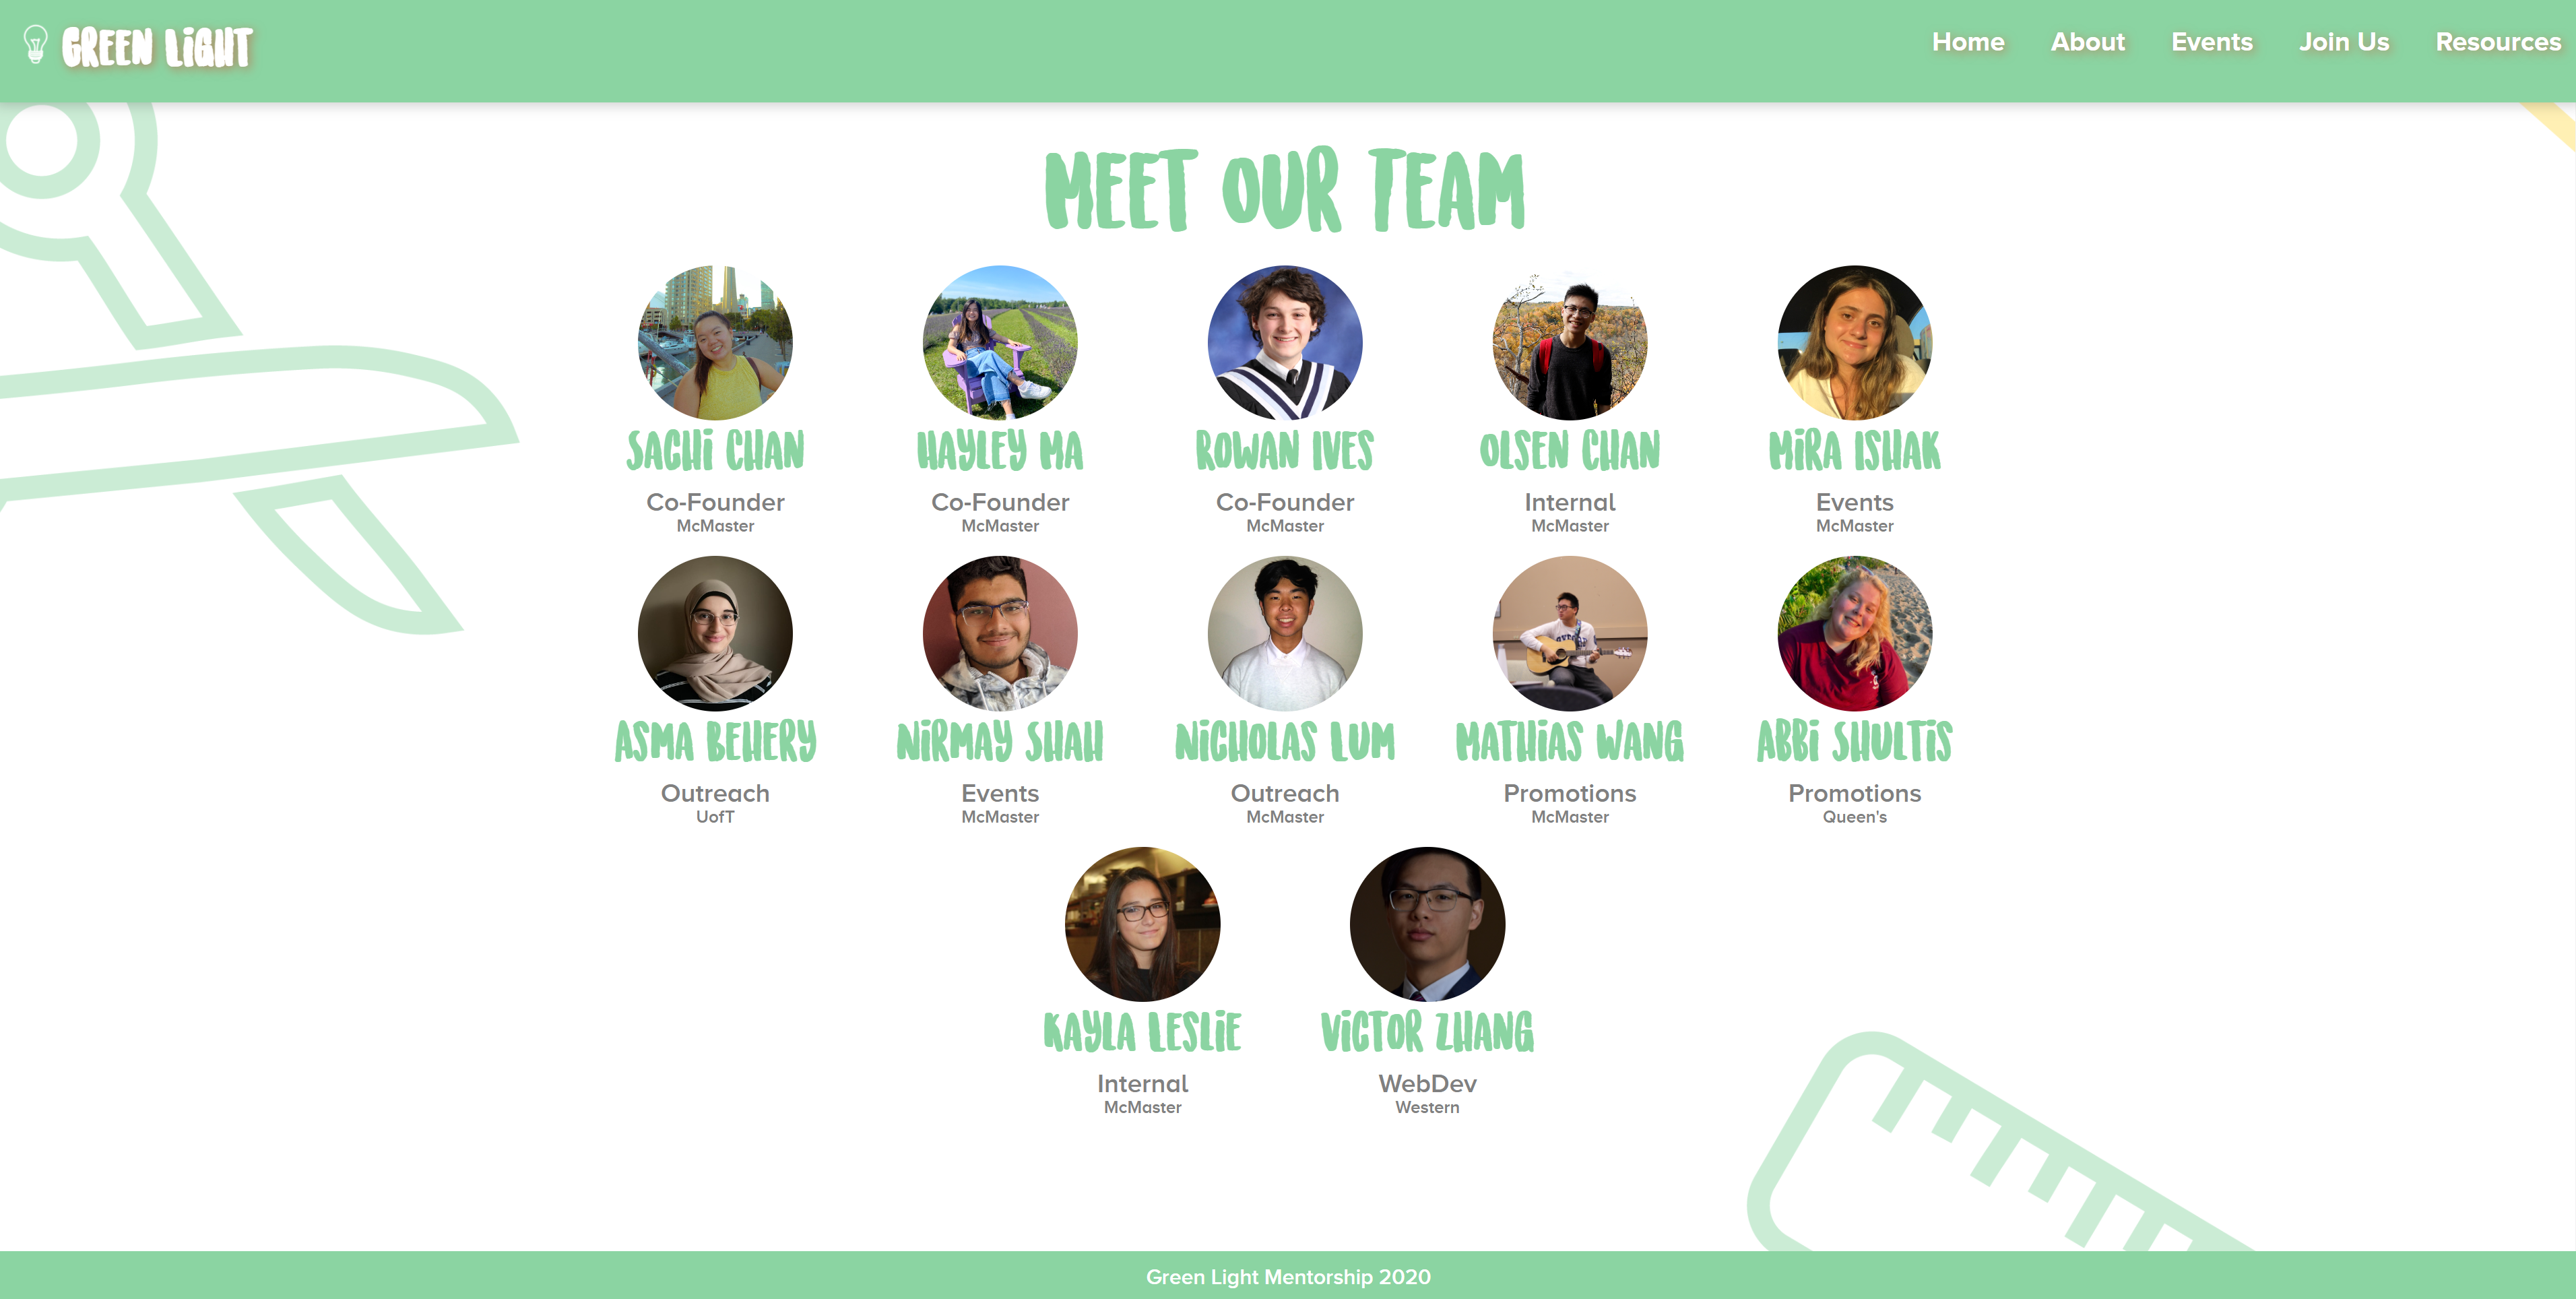 GREEN LiGHT
Home About Events Join Us Resources
MEET OUR TEAM
SACHi CHAN HAYLEY MA ROWAN IVES OLSEN CHAN MiRA ISHAK
Co-Founder Co-Founder Co-Founder Internal Events
McMaster McMaster McMaster McMaster McMaster
ASMA BEHERY NiRMAY SHAH NiCHOLAS LUM MATHiAS WANG ABBi SHULTiS
Outreach Events Outreach Promotions Promotions
UofT McMaster McMaster McMaster Queen's
KAYLA LESLiE ViCTOR ZHANG
Internal WebDev
McMaster Western
Green Light Mentorship 2020